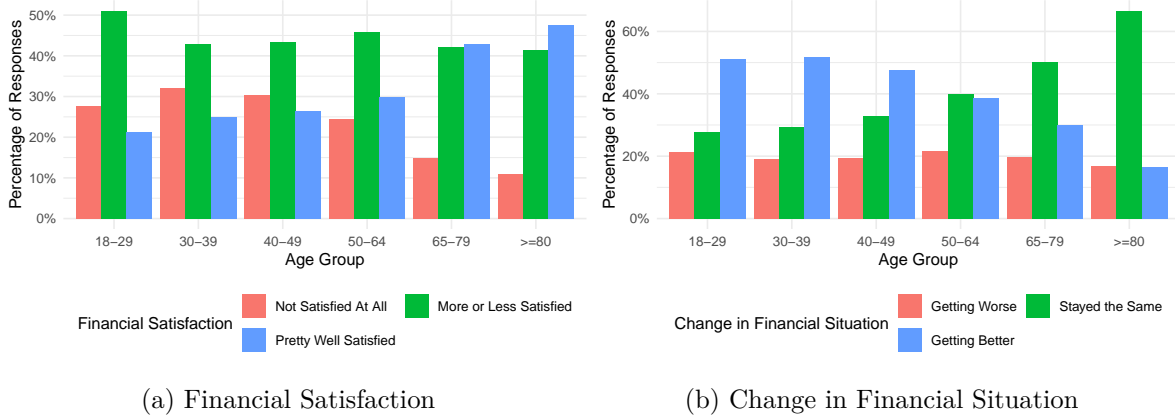 50%
40%
30%
20%
10%
0%
Percentage of Responses
18–29 30–39 40–49 50–64 65–79 >=80
Age Group
Financial Satisfaction
Not Satisfied At All More or Less Satisfied
Pretty Well Satisfied
(a) Financial Satisfaction
60%
40%
20%
0%
Percentage of Responses
18–29 30–39 40–49 50–64 65–79 >=80
Age Group
Change in Financial Situation
Getting Worse Stayed the Same
Getting Better
(b) Change in Financial Situation